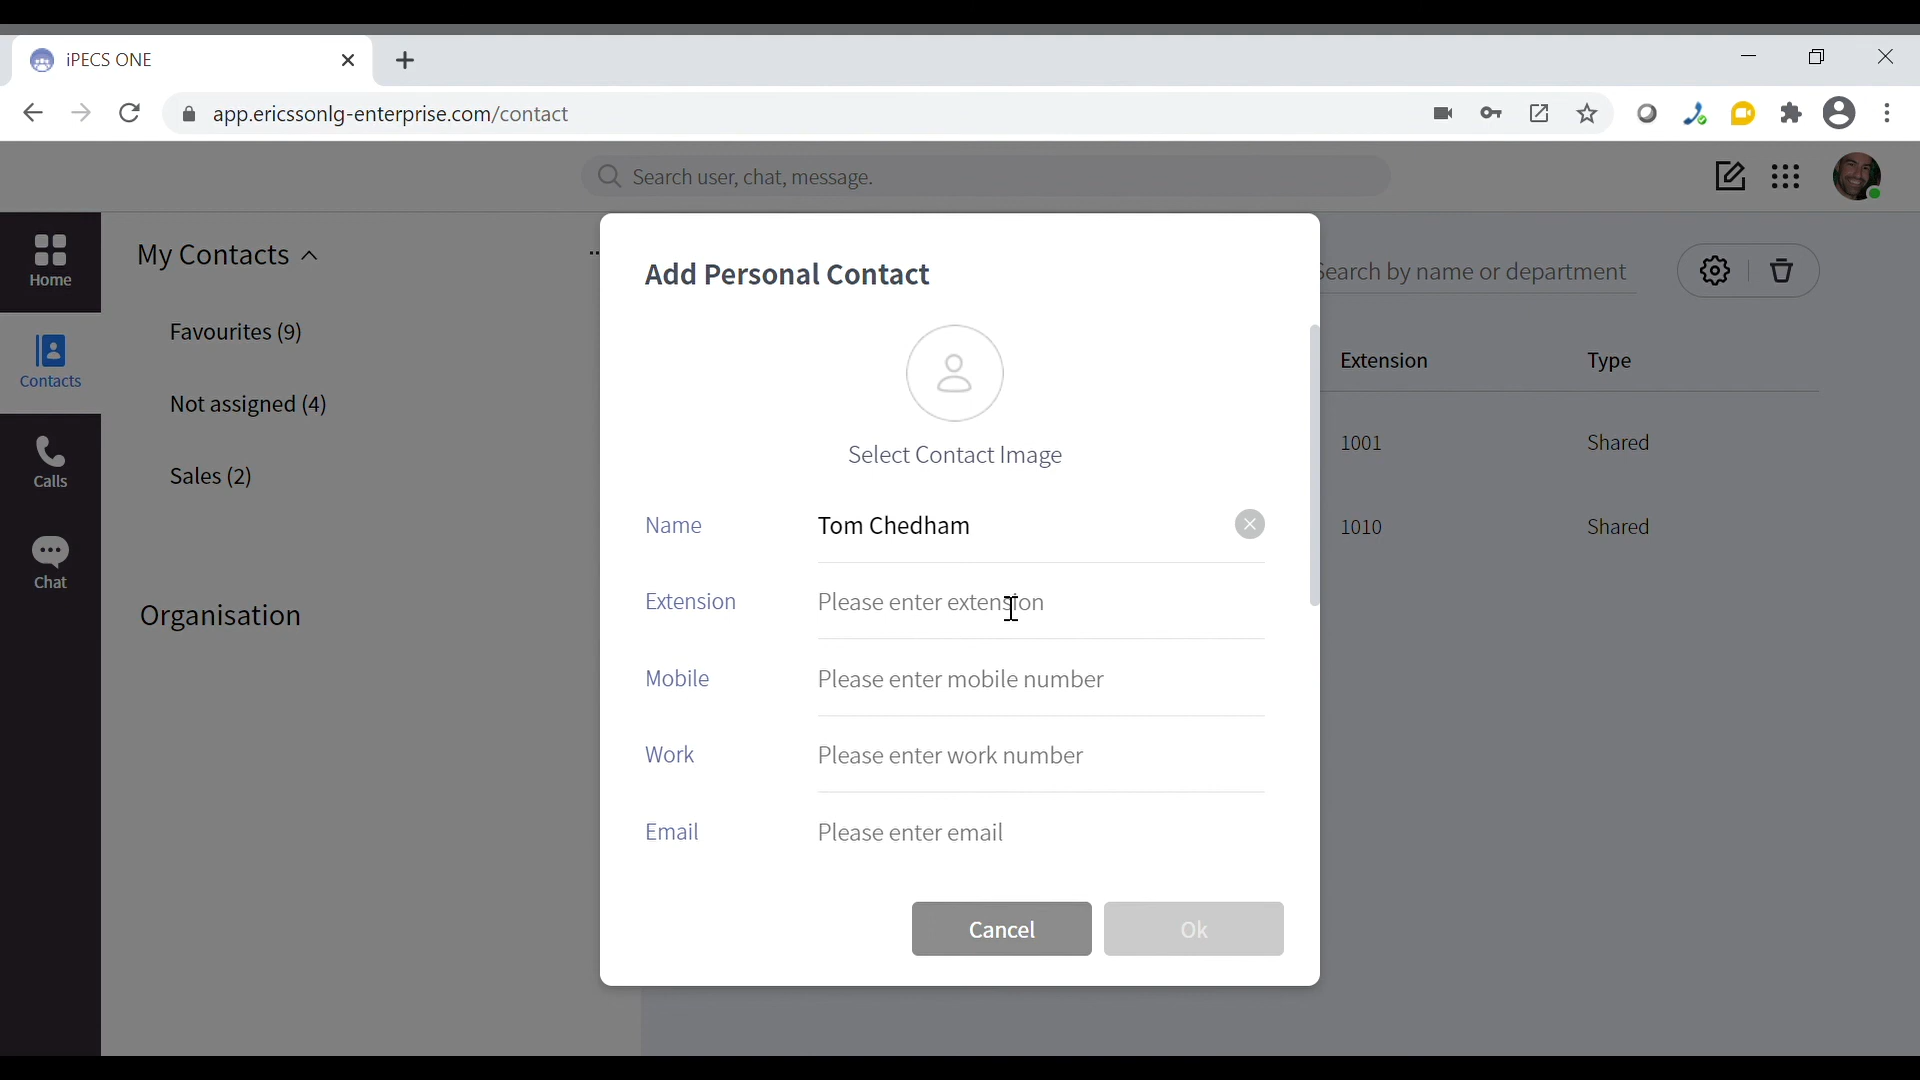 iPECS ONE
app.ericssonlg-enterprise.com/contact
Search user, chat, message.
Home
Contacts
Calls
Chat
My Contacts
Favourites (9)
Not assigned (4)
Sales (2)
Organisation
Search by name or department
Extension Type
1001 Shared
1010 Shared
Add Personal Contact
Select Contact Image
Name Tom Chedham
Extension Please enter extension
Mobile Please enter mobile number
Work Please enter work number
Email Please enter email
Cancel Ok